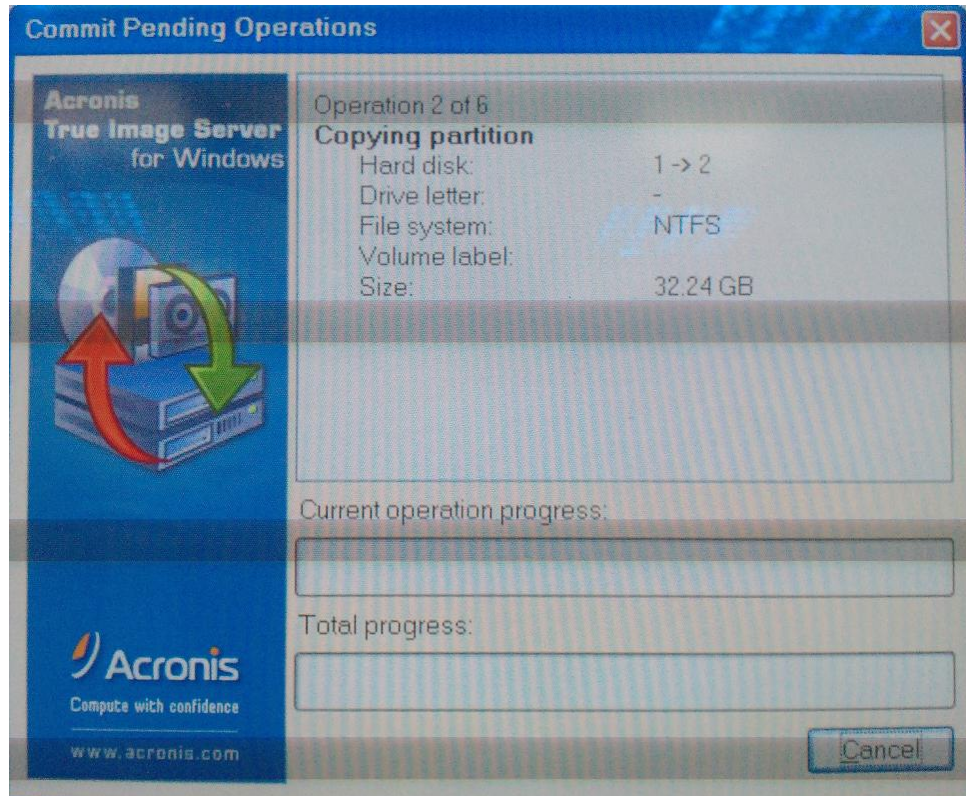 Commit Pending Operations
Acronis
True Image Server
for Windows
Operation 2 of 6
Copying partition
Hard disk: 1 -> 2
Drive letter: -
File system: NTFS
Volume label:
Size: 32.24 GB
Current operation progress:
Total progress:
Acronis
Compute with confidence
www.acronis.com
Cancel